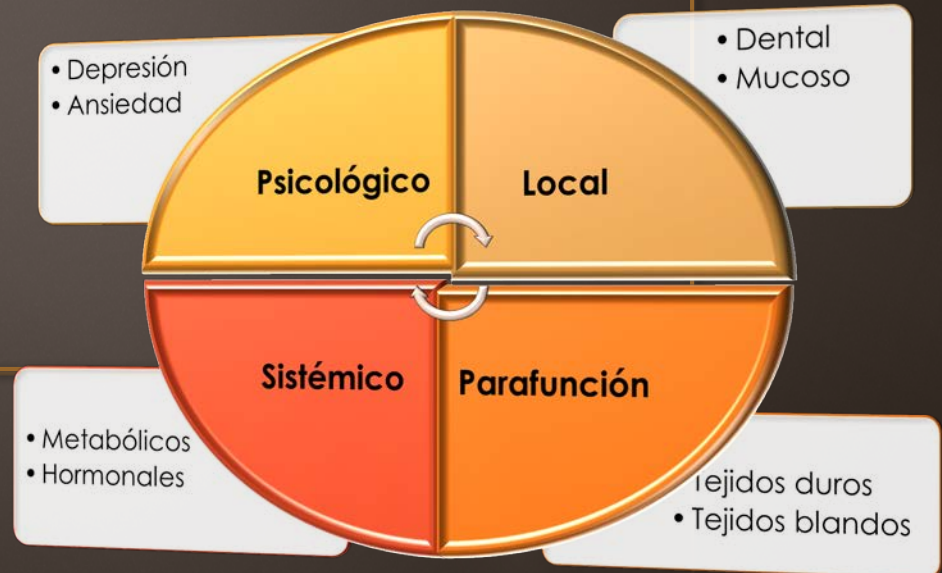 • Depresión
• Ansiedad
• Dental
• Mucoso
Psicológico
Local
Sistémico
Parafunción
• Metabólicos
• Hormonales
Tejidos duros
• Tejidos blandos